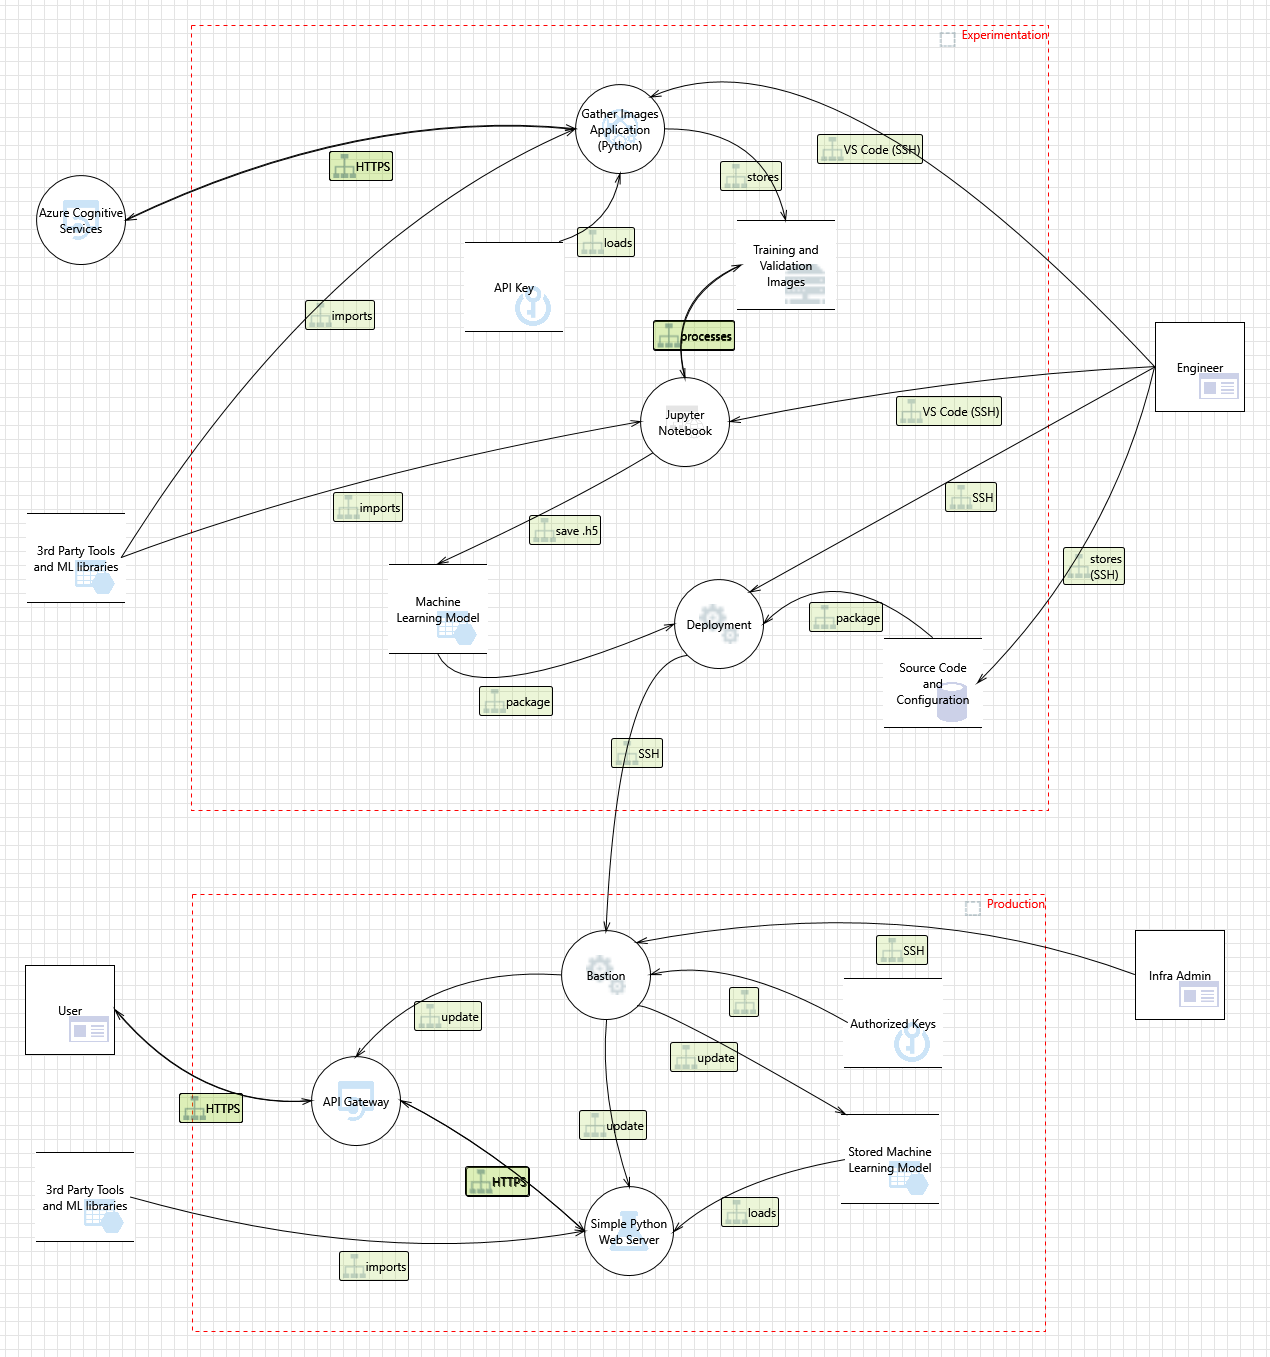 Experimentation
Gather Images
Application
(Python)
VS Code (SSH)
HTTPS
stores
Azure Cognitive
Services
loads
Training and
Validation
Images
API Key
imports
processes
Engineer
Jupyter
Notebook
VS Code (SSH)
SSH
imports
save .h5
3rd Party Tools
and ML libraries
stores
(SSH)
Machine
Learning Model
package
Deployment
Source Code
and
Configuration
package
SSH
Production
SSH
Bastion
Infra Admin
User
update
Authorized Keys
update
API Gateway
HTTPS
update
Stored Machine
Learning Model
HTTPS
3rd Party Tools
and ML libraries
loads
Simple Python
Web Server
imports